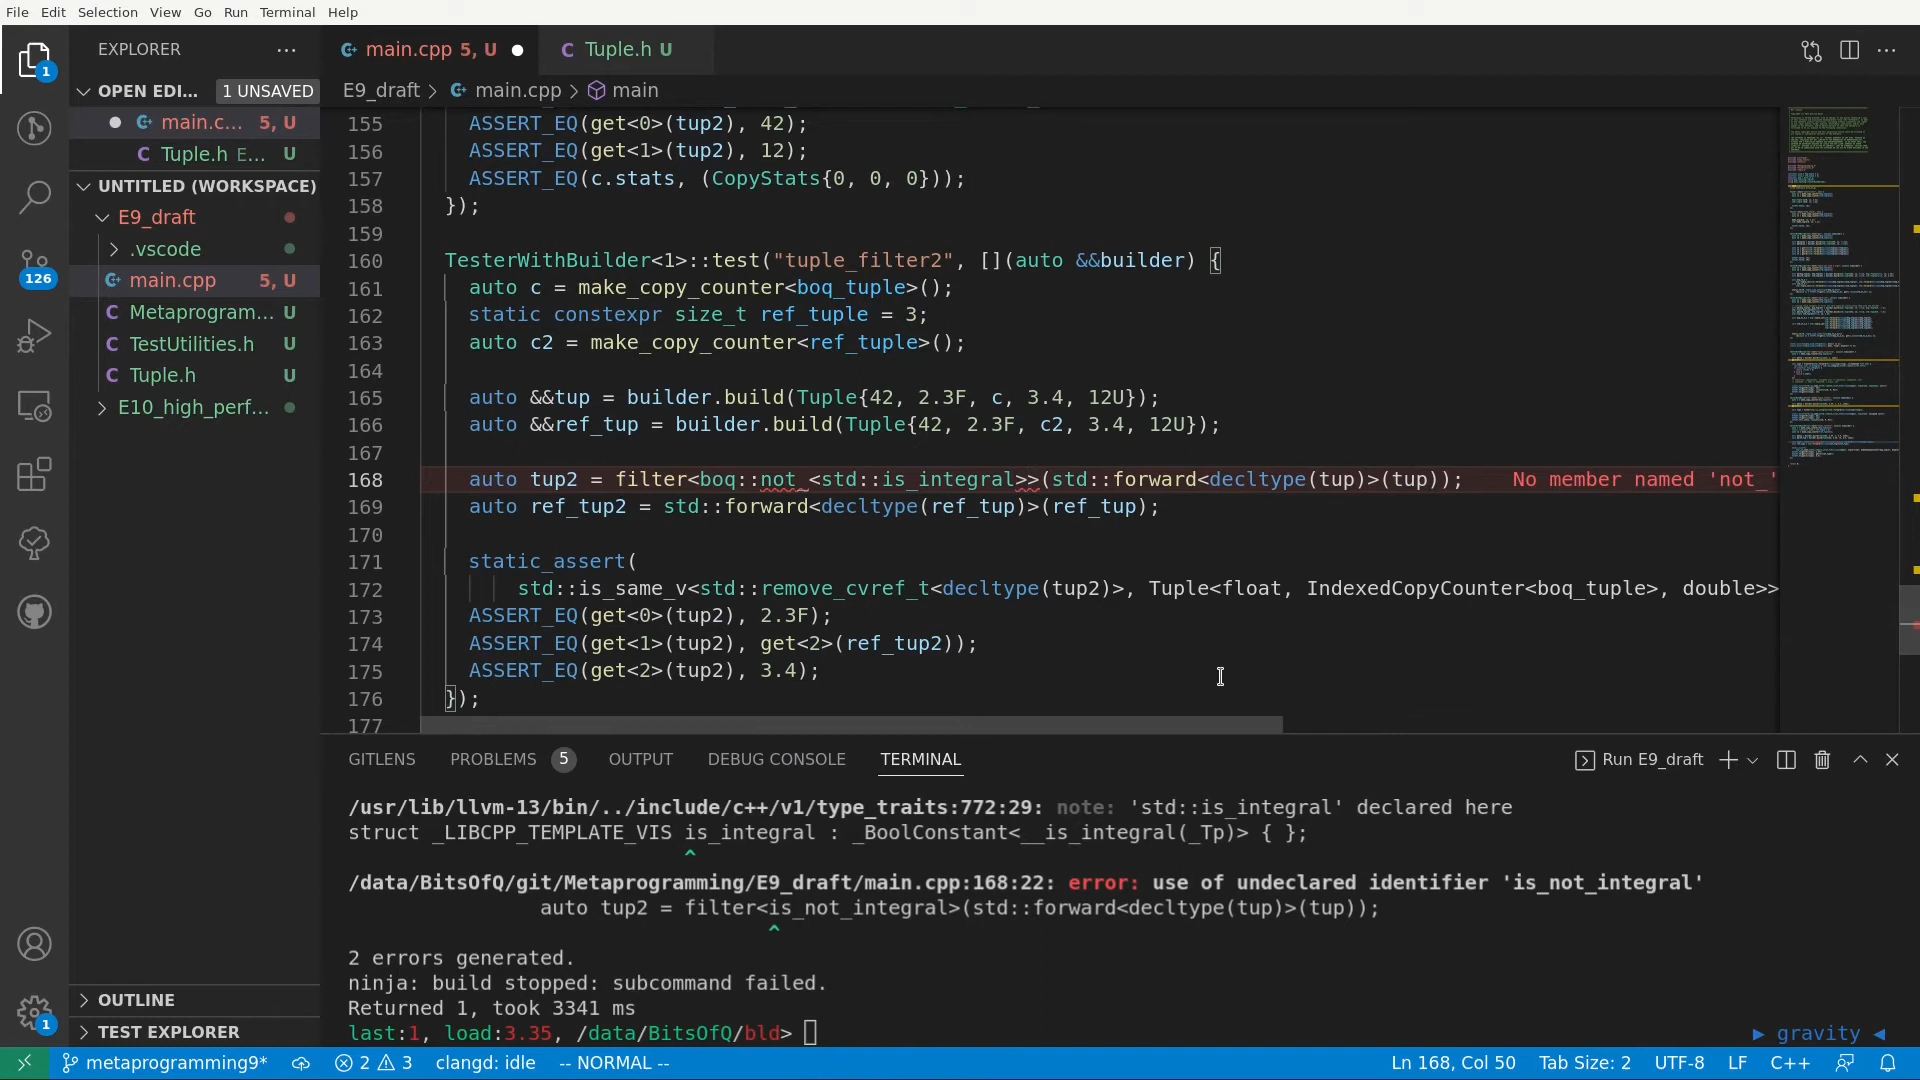 File Edit Selection View Go Run Terminal Help
EXPLORER
OPEN EDI... 1 UNSAVED
main.c... 5, U
Tuple.h E... U
UNTITLED (WORKSPACE)
E9_draft
.vscode
main.cpp 5, U
Metaprogram... U
TestUtilities.h U
Tuple.h U
E10_high_perf...
OUTLINE
TEST EXPLORER
1
126
1
main.cpp 5, U
Tuple.h U
E9_draft > main.cpp > main
155 ASSERT_EQ(get<0>(tup2), 42);
156 ASSERT_EQ(get<1>(tup2), 12);
157 ASSERT_EQ(c.stats, (CopyStats{0, 0, 0}));
158 });
159
160 TesterWithBuilder<1>::test("tuple_filter2", [](auto &&builder) {
161 auto c = make_copy_counter<boq_tuple>();
162 static constexpr size_t ref_tuple = 3;
163 auto c2 = make_copy_counter<ref_tuple>();
164
165 auto &&tup = builder.build(Tuple{42, 2.3F, c, 3.4, 12U});
166 auto &&ref_tup = builder.build(Tuple{42, 2.3F, c2, 3.4, 12U});
167
168 auto tup2 = filter<boq::not_<std::is_integral>>(std::forward<decltype(tup)>(tup)); No member named 'not_'
169 auto ref_tup2 = std::forward<decltype(ref_tup)>(ref_tup);
170
171 static_assert(
172 std::is_same_v<std::remove_cvref_t<decltype(tup2)>, Tuple<float, IndexedCopyCounter<boq_tuple>, double>>
173 ASSERT_EQ(get<0>(tup2), 2.3F);
174 ASSERT_EQ(get<1>(tup2), get<2>(ref_tup2));
175 ASSERT_EQ(get<2>(tup2), 3.4);
176 });
177
GITLENS PROBLEMS 5 OUTPUT DEBUG CONSOLE TERMINAL Run E9_draft
/usr/lib/llvm-13/bin/../include/c++/v1/type_traits:772:29: note: 'std::is_integral' declared here
struct _LIBCPP_TEMPLATE_VIS is_integral : _BoolConstant<__is_integral(_Tp)> { };
^
/data/BitsOfQ/git/Metaprogramming/E9_draft/main.cpp:168:22: error: use of undeclared identifier 'is_not_integral'
auto tup2 = filter<is_not_integral>(std::forward<decltype(tup)>(tup));
^
2 errors generated.
ninja: build stopped: subcommand failed.
Returned 1, took 3341 ms
last:1, load:3.35, /data/BitsOfQ/bld>
gravity
metaprogramming9* 2 3 clangd: idle -- NORMAL -- Ln 168, Col 50 Tab Size: 2 UTF-8 LF C++